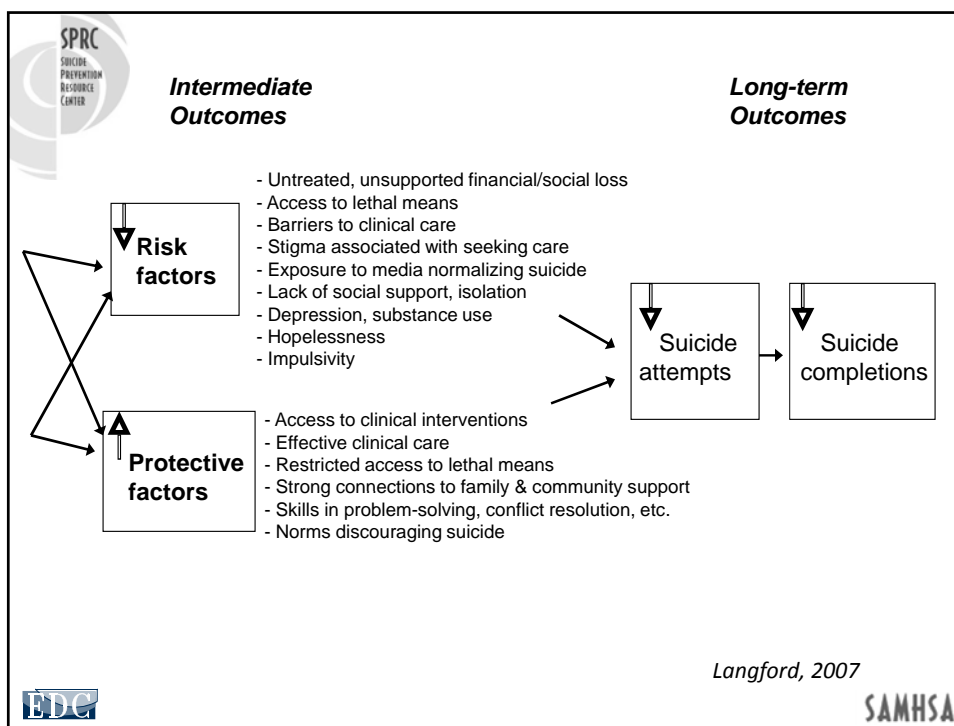 SPRC
SUICIDE
PREVENTION
RESOURCE
CENTER
Intermediate
Outcomes
Long-term
Outcomes
- Untreated, unsupported financial/social loss
- Access to lethal means
- Barriers to clinical care
- Stigma associated with seeking care
- Exposure to media normalizing suicide
- Lack of social support, isolation
- Depression, substance use
- Hopelessness
- Impulsivity
Risk
factors
Suicide
attempts
Suicide
completions
Protective
factors
- Access to clinical interventions
- Effective clinical care
- Restricted access to lethal means
- Strong connections to family & community support
- Skills in problem-solving, conflict resolution, etc.
- Norms discouraging suicide
Langford, 2007
EDC
SAMHSA